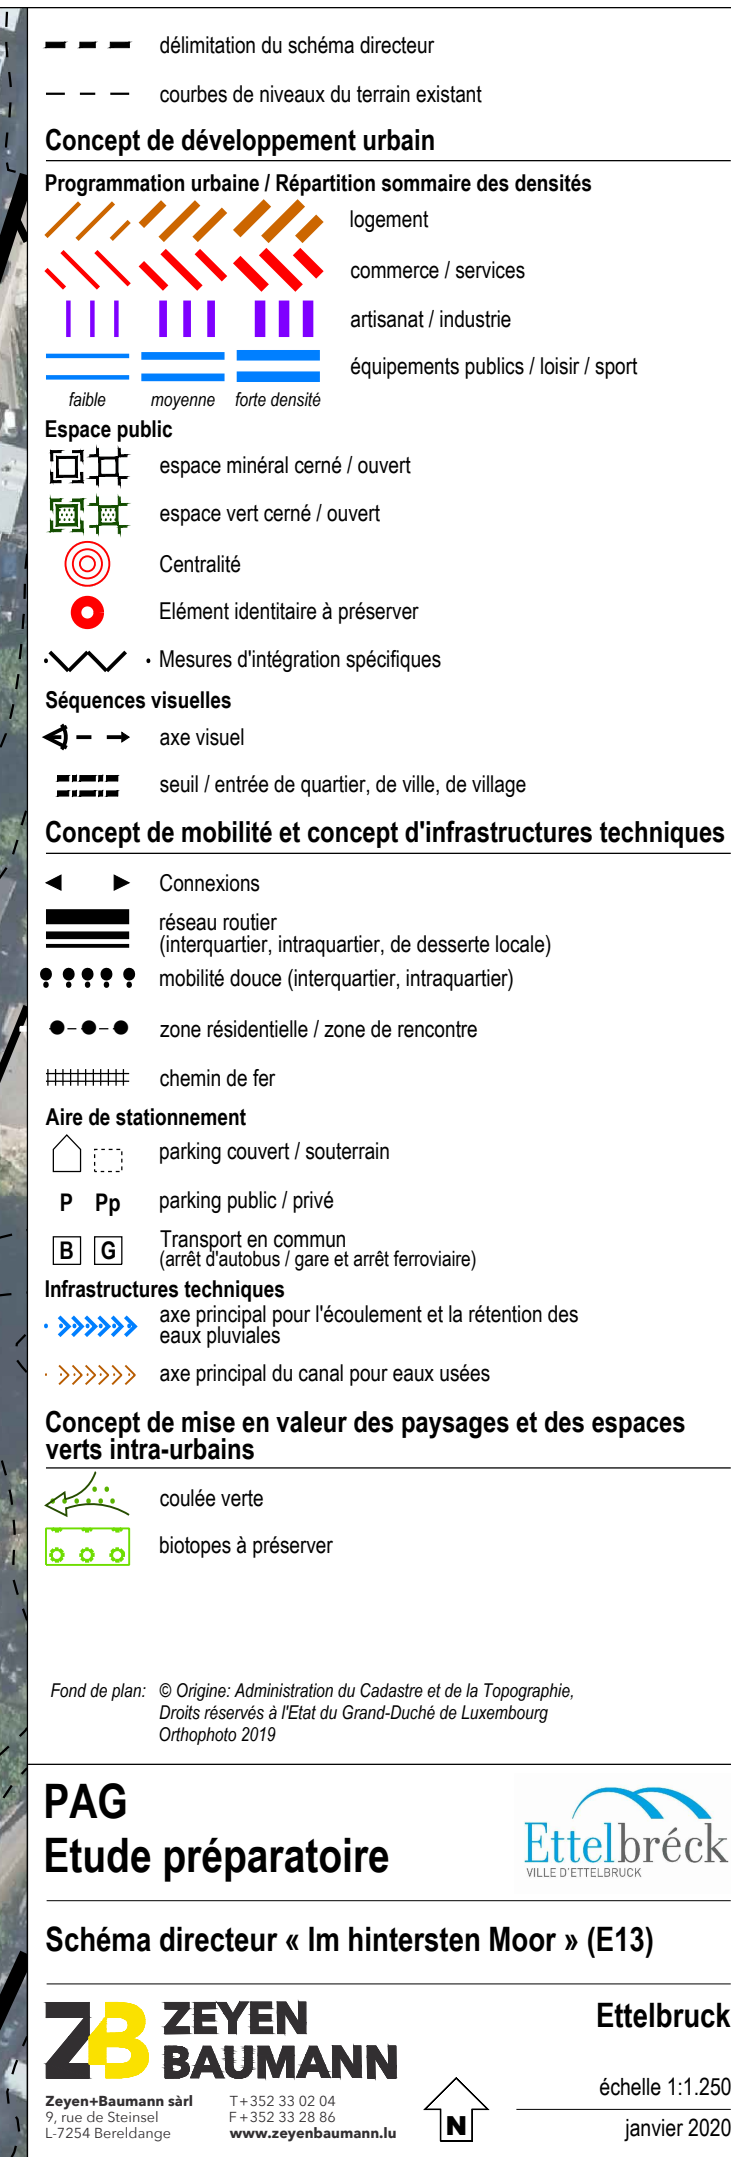 délimitation du schéma directeur
courbes de niveaux du terrain existant
Concept de développement urbain
Programmation urbaine / Répartition sommaire des densités
logement
commerce / services
artisanat / industrie
équipements publics / loisir / sport
faible moyenne forte densité
Espace public
espace minéral cerné / ouvert
espace vert cerné / ouvert
Centralité
Elément identitaire à préserver
Mesures d'intégration spécifiques
Séquences visuelles
axe visuel
seuil / entrée de quartier, de ville, de village
Concept de mobilité et concept d'infrastructures techniques
Connexions
réseau routier
(interquartier, intraquartier, de desserte locale)
mobilité douce (interquartier, intraquartier)
zone résidentielle / zone de rencontre
chemin de fer
Aire de stationnement
parking couvert / souterrain
P Pp parking public / privé
B G Transport en commun
(arrêt d'autobus / gare et arrêt ferroviaire)
Infrastructures techniques
axe principal pour l'écoulement et la rétention des
eaux pluviales
axe principal du canal pour eaux usées
Concept de mise en valeur des paysages et des espaces
verts intra-urbains
coulée verte
biotopes à préserver
Fond de plan: © Origine: Administration du Cadastre et de la Topographie,
Droits réservés à l'Etat du Grand-Duché de Luxembourg
Orthophoto 2019
PAG
Etude préparatoire
Ettelbréck
VILLE D'ETTELBRUCK
Schéma directeur « Im hintersten Moor » (E13)
ZB ZEYEN
BAUMANN
Zeyen+Baumann sàrl
9, rue de Steinsel
L-7254 Bereldange
T+352 33 02 04
F+352 33 28 86
www.zeyenbaumann.lu
N
Ettelbruck
échelle 1:1.250
janvier 2020